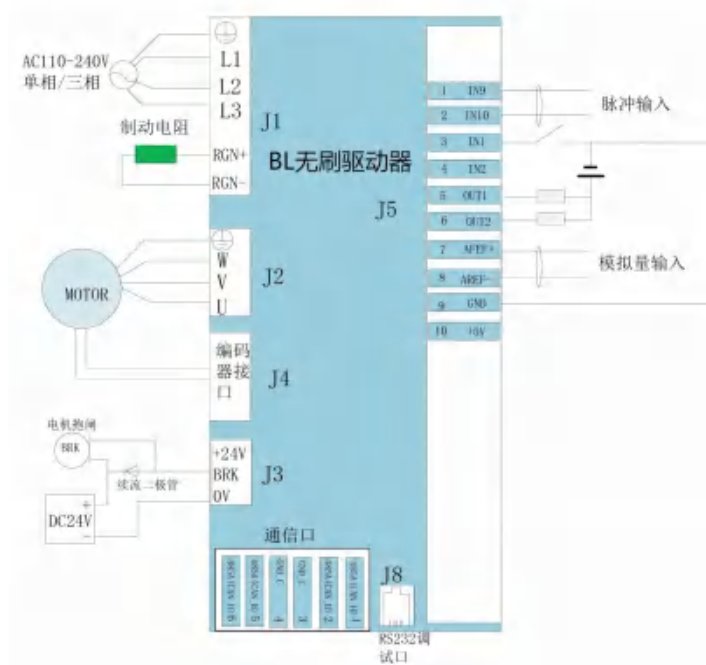 AC110-240V
单相/三相
L1
L2
L3
J1
制动电阻
RGN+
RGN-
BL无刷驱动器
J5
1 IN9
2 IN10
3 IN1
4 IN2
5 OUT1
6 OUT2
7 AFEF+
8 AREF-
9 GND
10 +5V
脉冲输入
模拟量输入
MOTOR
W
V
U
J2
编码
器接
口
J4
电机抱闸
BRK
续流二极管
DC24V
+
-
+24V
BRK
0V
J3
通信口
J8
RS232调
试口